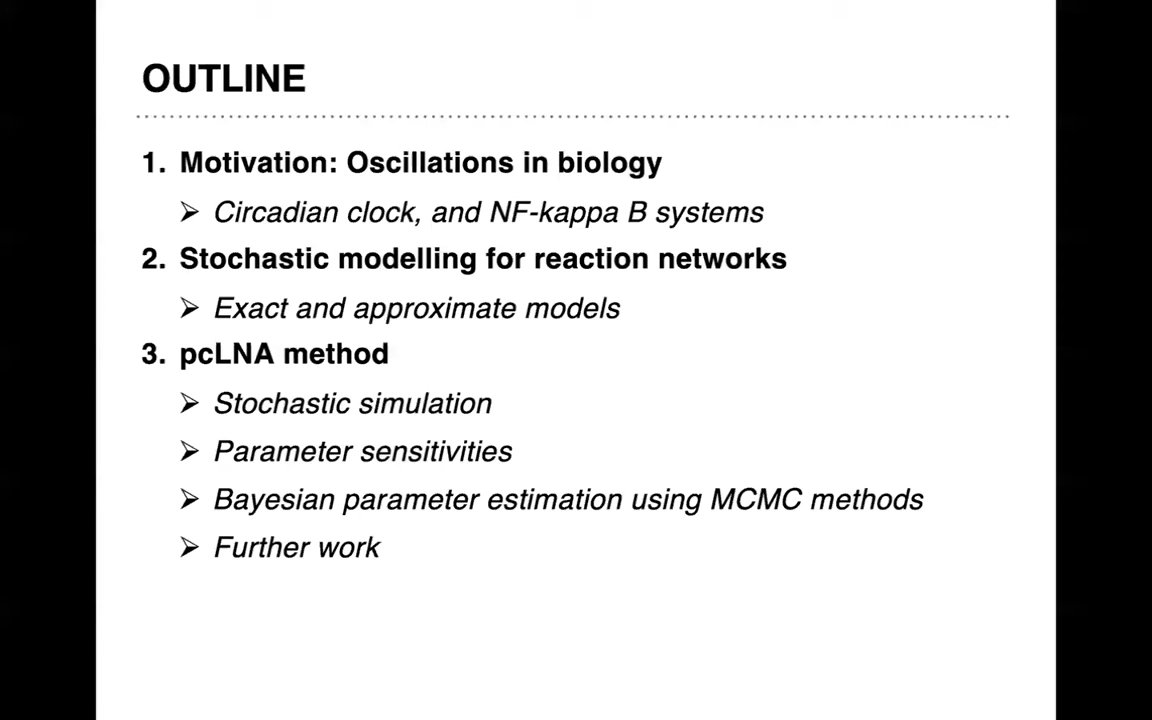 OUTLINE
1. Motivation: Oscillations in biology
➢ Circadian clock, and NF-kappa B systems
2. Stochastic modelling for reaction networks
➢ Exact and approximate models
3. pcLNA method
➢ Stochastic simulation
➢ Parameter sensitivities
➢ Bayesian parameter estimation using MCMC methods
➢ Further work